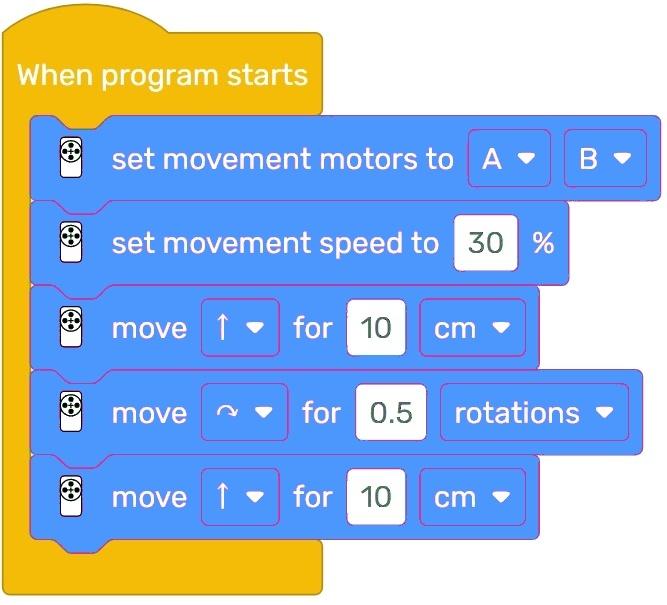 When program starts
set movement motors to A B
set movement speed to 30 %
move ↑ for 10 cm
move ↷ for 0.5 rotations
move ↑ for 10 cm